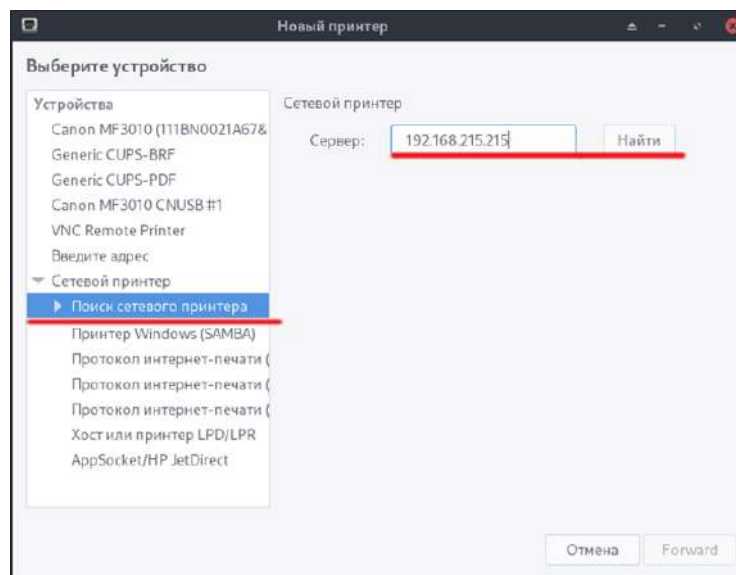 Новый принтер
Выберите устройство
Устройства
Canon MF3010 (111BN0021A67&
Generic CUPS-BRF
Generic CUPS-PDF
Canon MF3010 CNUSB #1
VNC Remote Printer
Введите адрес
Сетевой принтер
Поиск сетевого принтера
Принтер Windows (SAMBA)
Протокол интернет-печати (
Протокол интернет-печати (
Протокол интернет-печати (
Хост или принтер LPD/LPR
AppSocket/HP JetDirect
Сетевой принтер
Сервер: 192.168.215.215 Найти
Отмена Forward